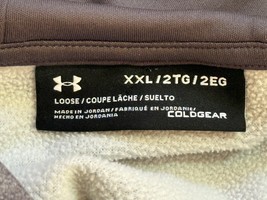 XXL/2TG/2EG
LOOSE / COUPE LÂCHE / SUELTO
MADE IN JORDAN / FABRIQUÉ EN JORDANIE/
HECHO EN JORDANIA
COLDGEAR